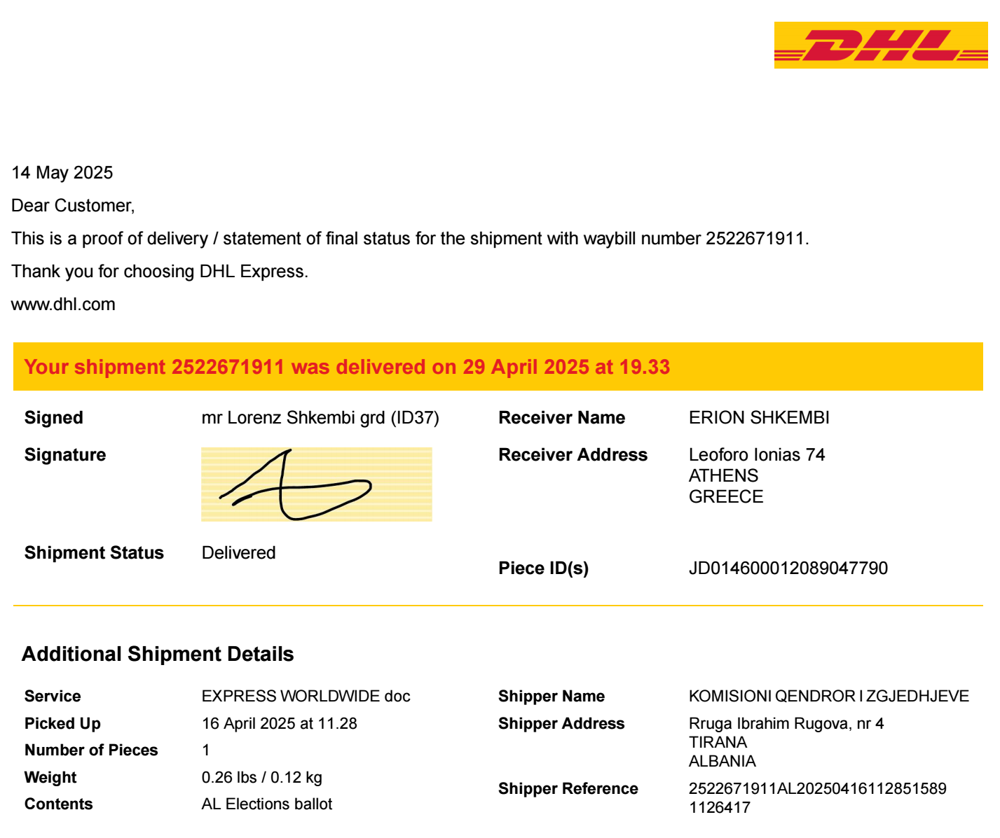 DHL
14 May 2025
Dear Customer,
This is a proof of delivery / statement of final status for the shipment with waybill number 2522671911.
Thank you for choosing DHL Express.
www.dhl.com
Your shipment 2522671911 was delivered on 29 April 2025 at 19.33
Signed mr Lorenz Shkembi grd (ID37)
Receiver Name ERION SHKEMBI
Signature
Receiver Address Leoforo Ionias 74
ATHENS
GREECE
Shipment Status Delivered
Piece ID(s) JD014600012089047790
Additional Shipment Details
Service EXPRESS WORLDWIDE doc
Shipper Name KOMISIONI QENDROR I ZGJEDHJEVE
Picked Up 16 April 2025 at 11.28
Shipper Address Rruga Ibrahim Rugova, nr 4
TIRANA
ALBANIA
Number of Pieces 1
Weight 0.26 lbs / 0.12 kg
Shipper Reference 2522671911AL20250416112851589
1126417
Contents AL Elections ballot